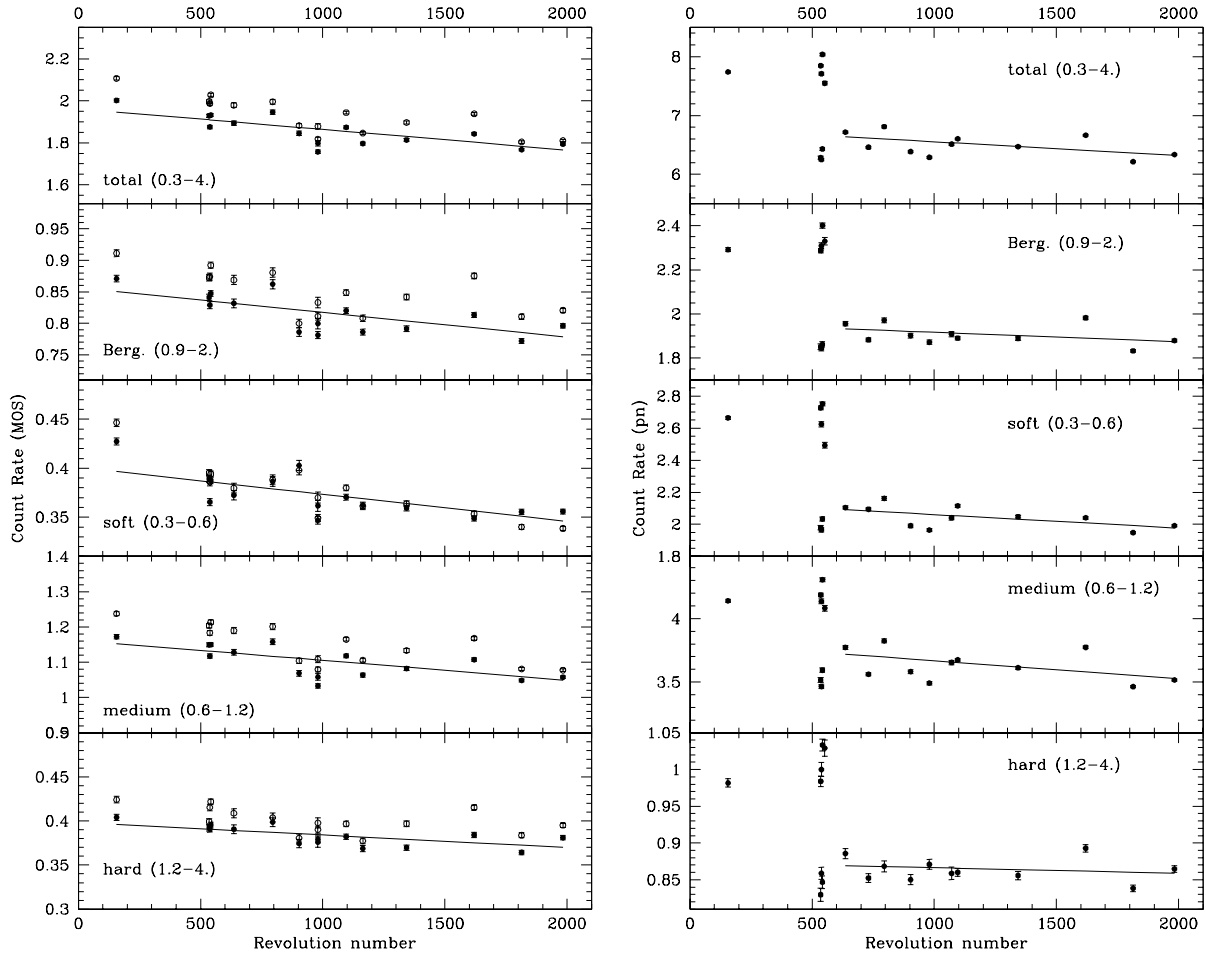 0 500 1000 1500 2000
2.2
2
1.8
1.6
total (0.3−4.)
0.95
0.9
0.85
0.8
0.75
Berg. (0.9−2.)
0.45
0.4
0.35
soft (0.3−0.6)
1.4
1.3
1.2
1.1
1
medium (0.6−1.2)
0.9
0.45
0.4
0.35
0.3
hard (1.2−4.)
Count Rate (MOS)
0 500 1000 1500 2000
Revolution number
0 500 1000 1500 2000
8
7
6
total (0.3−4.)
2.4
2.2
2
1.8
Berg. (0.9−2.)
2.8
2.6
2.4
2.2
2
1.8
soft (0.3−0.6)
4
3.5
medium (0.6−1.2)
1.05
1
0.95
0.9
0.85
hard (1.2−4.)
Count Rate (pn)
0 500 1000 1500 2000
Revolution number